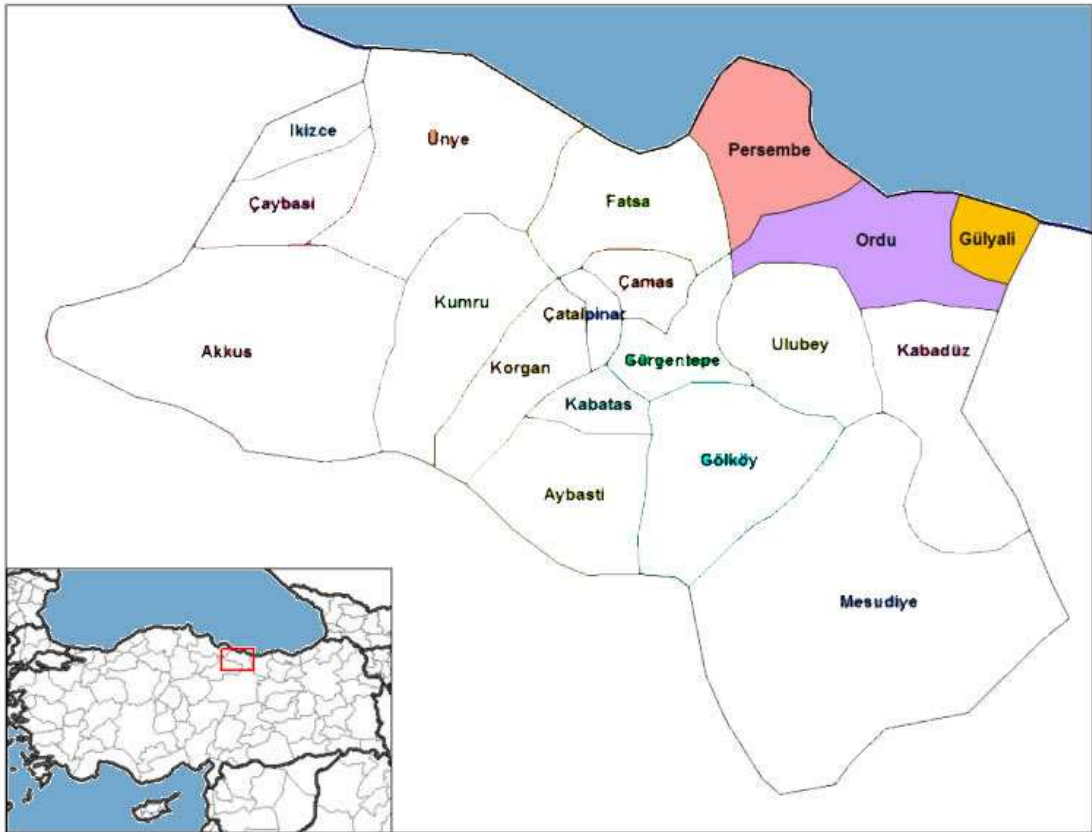 Ikizce
Ünye
Persembe
Çaybasi
Fatsa
Ordu
Gülyali
Çamas
Kumru
Çatalpinar
Akkus
Ulubey
Kabadüz
Korgan
Gürgentepe
Kabatas
Gölköy
Aybasti
Mesudiye